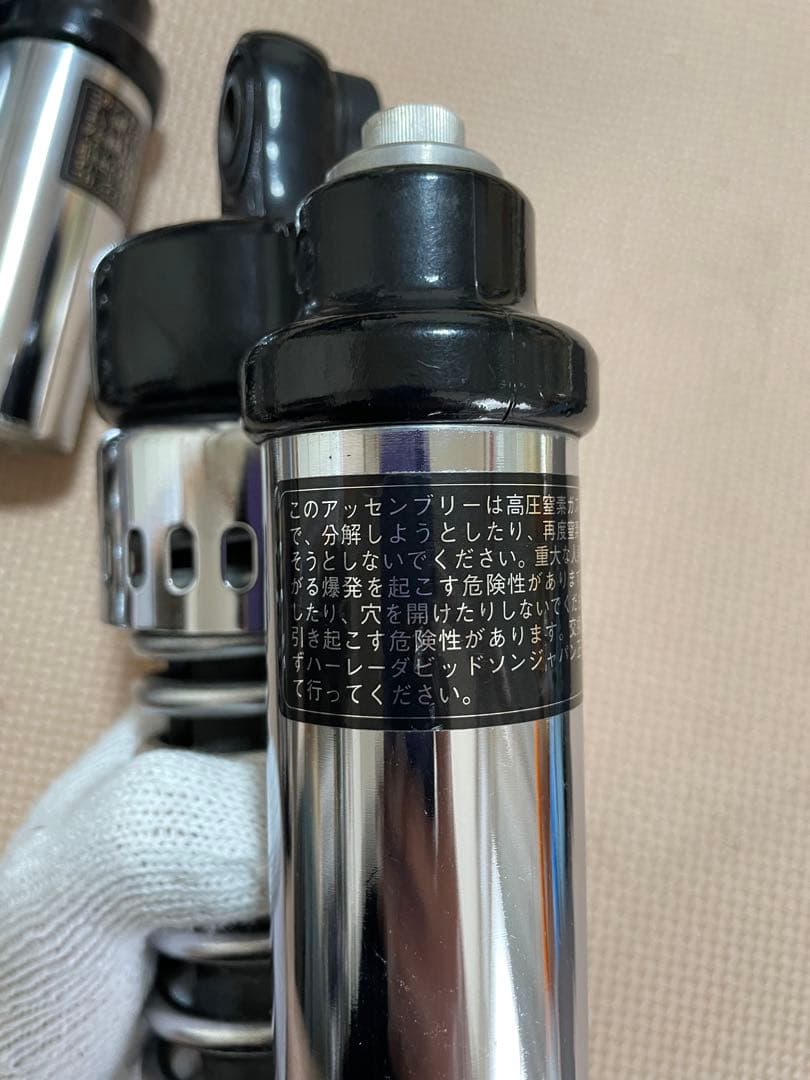 このアッセンブリーは高圧窒素ガ
で、分解しようとしたり、再度窒
そうとしないでください。重大な人
がる爆発を起こす危険性がありま
したり、穴を開けたりしないでくだ
引き起こす危険性があります。交
ずハーレーダビッドソンジャパン
て行ってください。